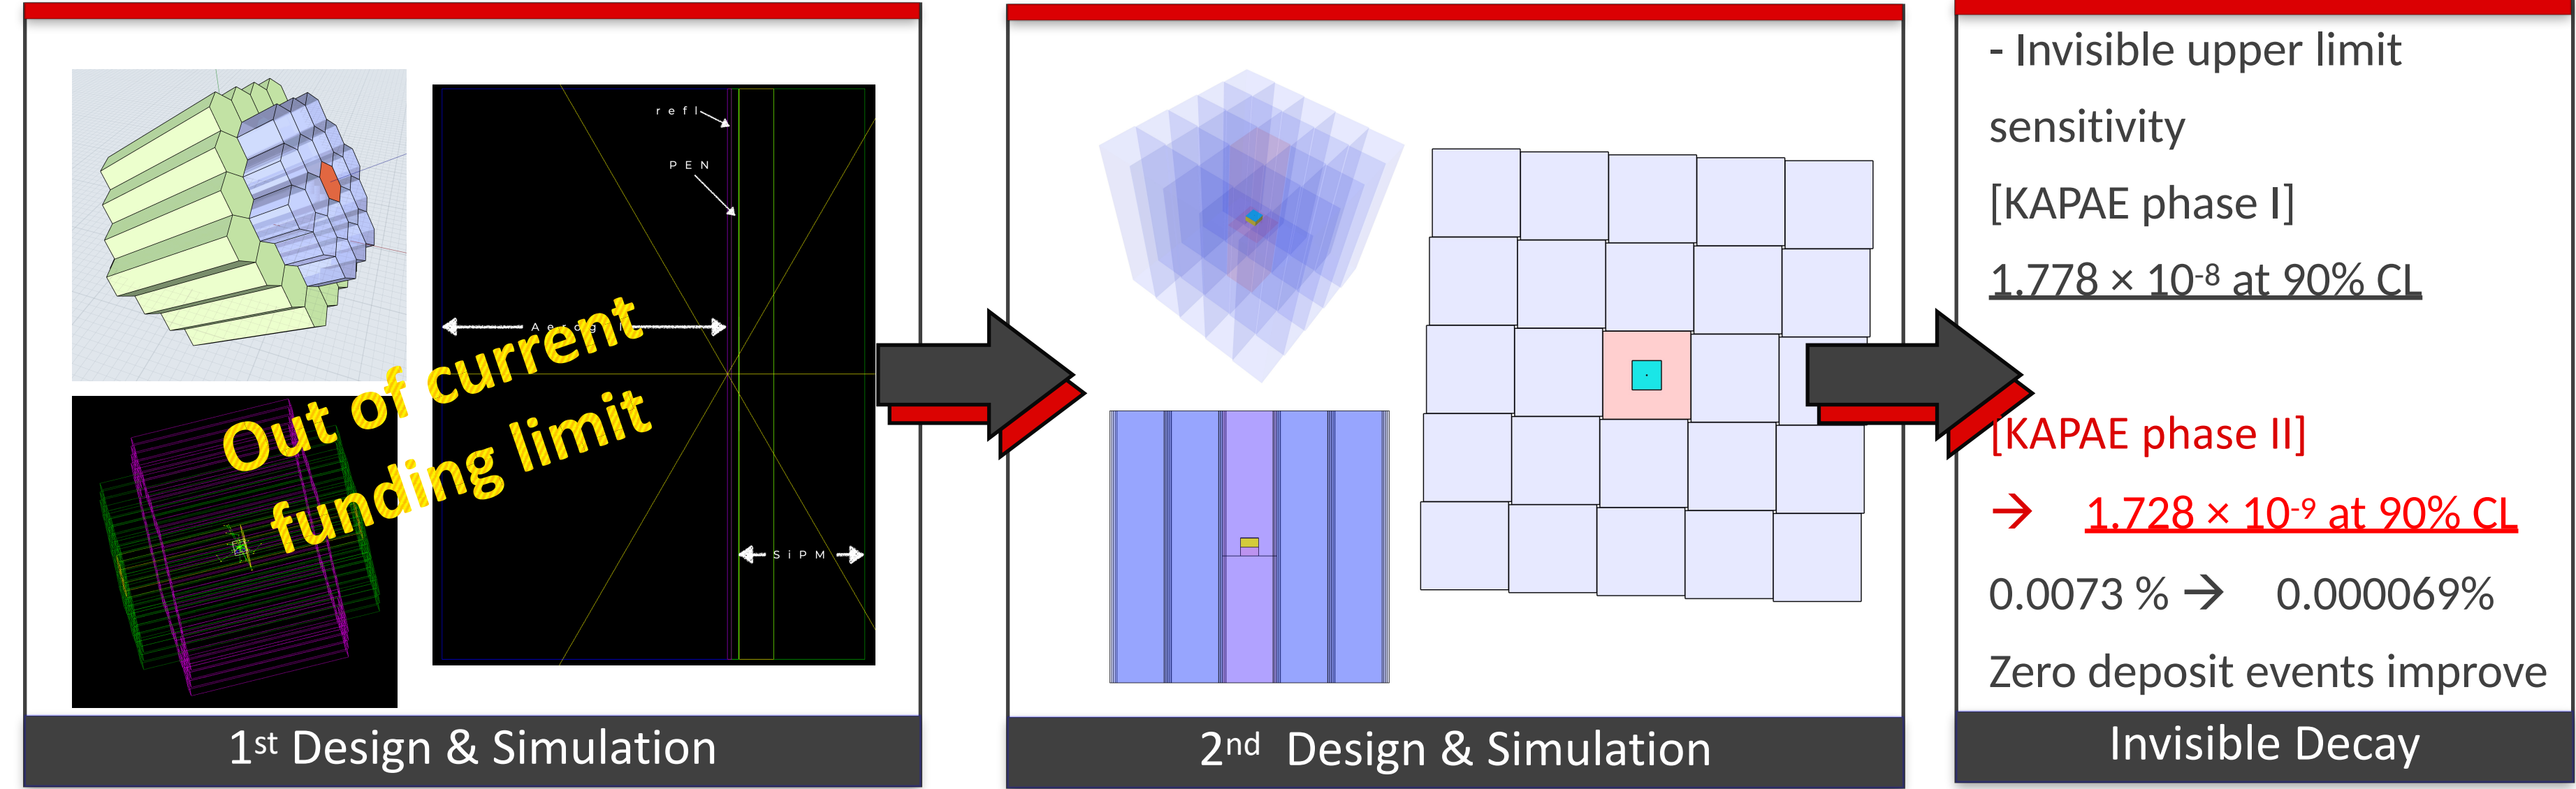 refl
PEN
Aerogel
SiPM
Out of current
funding limit
1st Design & Simulation
2nd Design & Simulation
- Invisible upper limit
sensitivity
[KAPAE phase I]
1.778 × 10-8 at 90% CL
[KAPAE phase II]
→ 1.728 × 10-9 at 90% CL
0.0073 % → 0.000069%
Zero deposit events improve
Invisible Decay